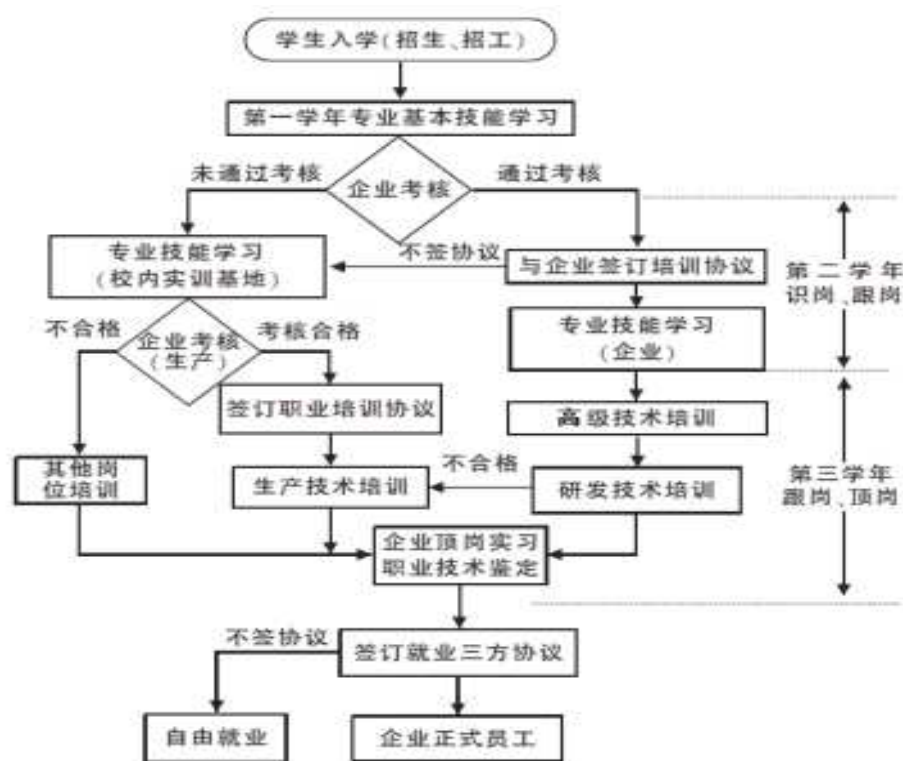 学生入学(招生、招工)
第一学年专业基本技能学习
未通过考核
企业考核
通过考核
专业技能学习
(校内实训基地)
不签协议
与企业签订培训协议
第二学年
识岗、跟岗
不合格
企业考核
(生产)
考核合格
专业技能学习
(企业)
签订职业培训协议
高级技术培训
其他岗
位培训
生产技术培训
不合格
研发技术培训
第三学年
跟岗、顶岗
企业顶岗实习
职业技术鉴定
不签协议
签订就业三方协议
自由就业
企业正式员工